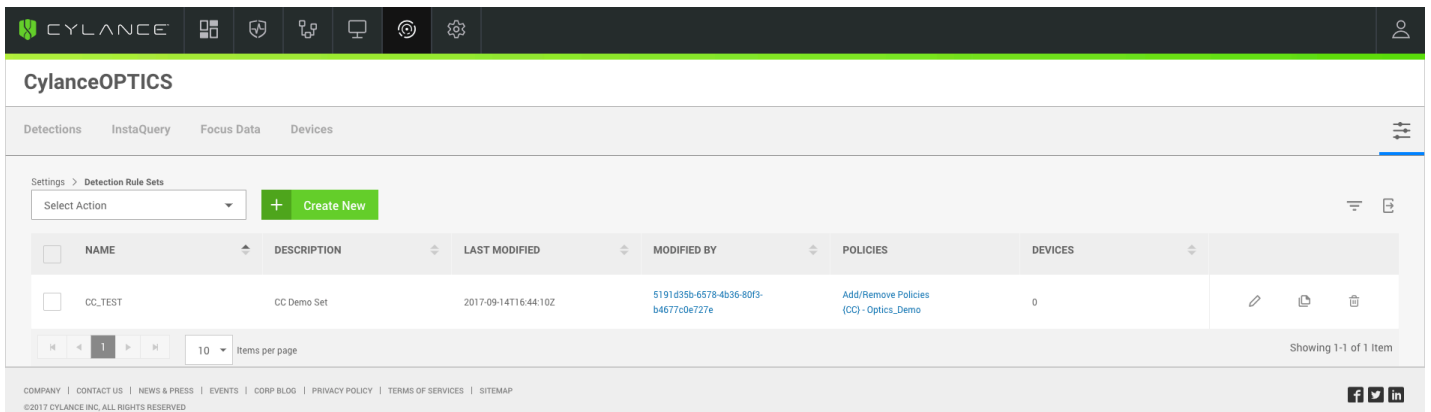 CYLANCE
CylanceOPTICS
Detections InstaQuery Focus Data Devices
Settings > Detection Rule Sets
Select Action + Create New
NAME DESCRIPTION LAST MODIFIED MODIFIED BY POLICIES DEVICES
CC_TEST CC Demo Set 2017-09-14T16:44:10Z 5191d35b-6578-4b36-80f3- Add/Remove Policies 0
b4677c0e727e {CC} - Optics_Demo
1 10 Items per page Showing 1-1 of 1 Item
COMPANY | CONTACT US | NEWS & PRESS | EVENTS | CORP BLOG | PRIVACY POLICY | TERMS OF SERVICES | SITEMAP
©2017 CYLANCE INC, ALL RIGHTS RESERVED